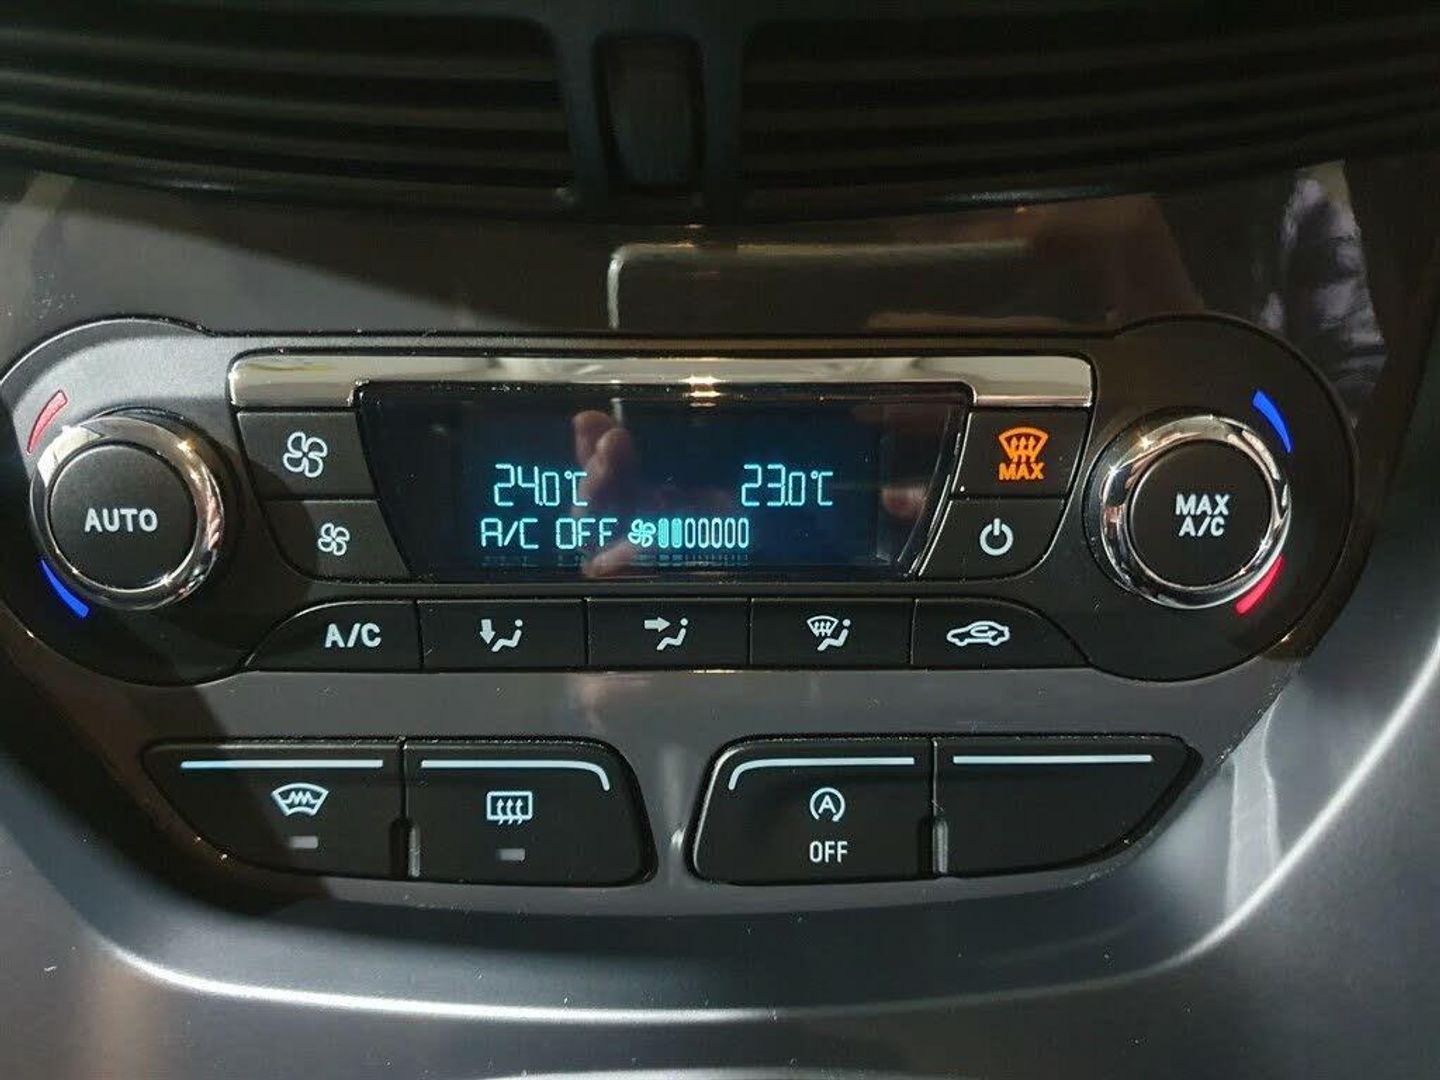 MAX
24.0°C 23.0°C
AUTO
MAX
A/C
A/C OFF
A/C
A
OFF